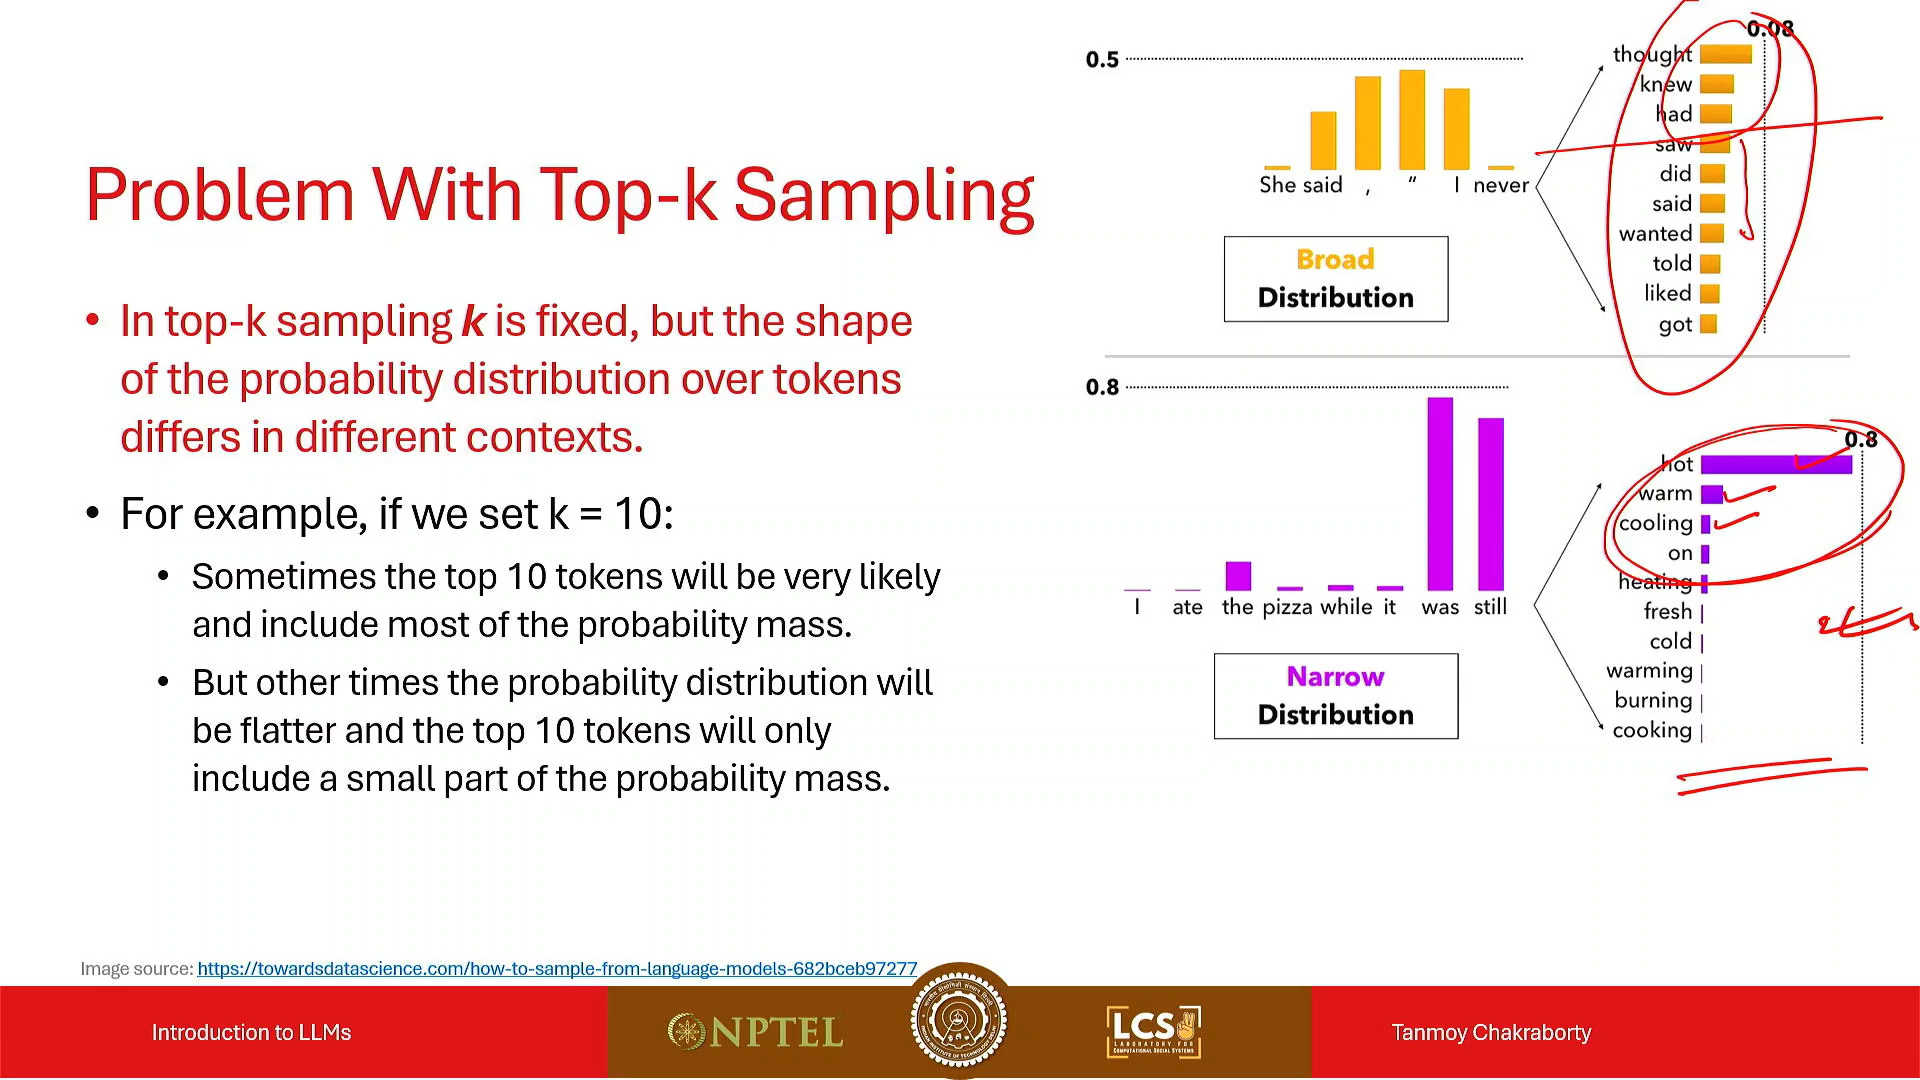 Problem With Top-k Sampling
• In top-k sampling k is fixed, but the shape
of the probability distribution over tokens
differs in different contexts.
• For example, if we set k = 10:
• Sometimes the top 10 tokens will be very likely
and include most of the probability mass.
• But other times the probability distribution will
be flatter and the top 10 tokens will only
include a small part of the probability mass.
0.5
She said , “ I never
Broad
Distribution
0.08
thought
knew
had
saw
did
said
wanted
told
liked
got
0.8
I ate the pizza while it was still
Narrow
Distribution
0.8
hot
warm
cooling
on
heating
fresh
cold
warming
burning
cooking
Image source: https://towardsdatascience.com/how-to-sample-from-language-models-682bceb97277
Introduction to LLMs
NPTEL
LCS
LABORATORY FOR
COMPUTATIONAL SOCIAL SYSTEMS
Tanmoy Chakraborty